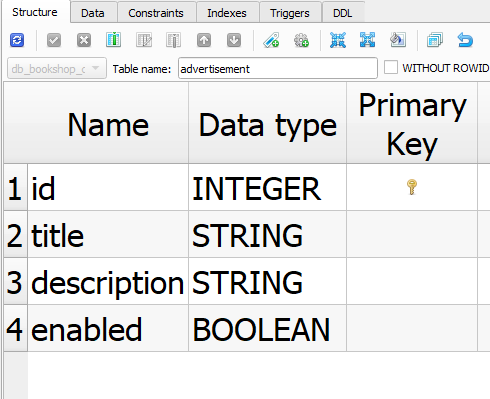 Structure Data Constraints Indexes Triggers DDL
db_bookshop_c Table name: advertisement WITHOUT ROWID
Name Data type Primary Key
1 id INTEGER
2 title STRING
3 description STRING
4 enabled BOOLEAN